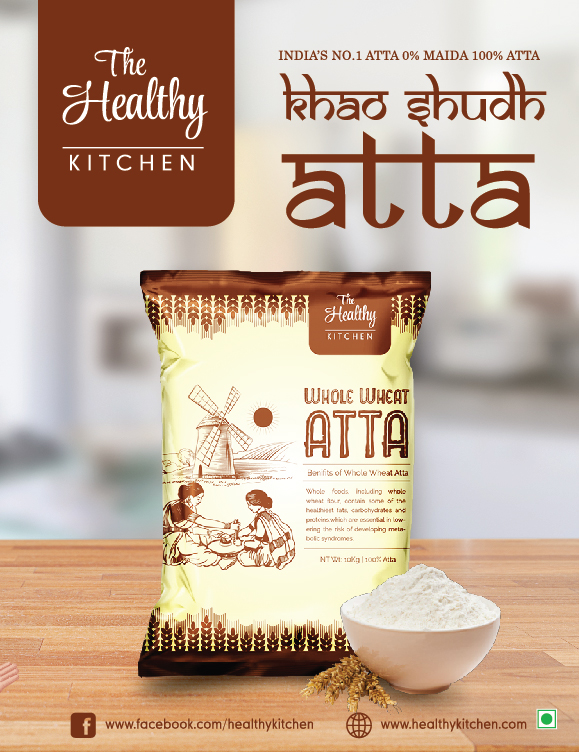 The
Healthy
KITCHEN
INDIA'S NO.1 ATTA 0% MAIDA 100% ATTA
khao shudh
atta
The
Healthy
KITCHEN
WHOLE WHEAT
ATTA
Benifits of Whole Wheat Atta
Whole foods, including whole
wheat flour, contain some of the
healthiest fats, carbohydrates and
proteins which are essential in low-
ering the risk of developing meta-
bolic syndromes.
NT Wt: 10Kg | 100% Atta
www.facebook.com/healthykitchen
www.healthykitchen.com